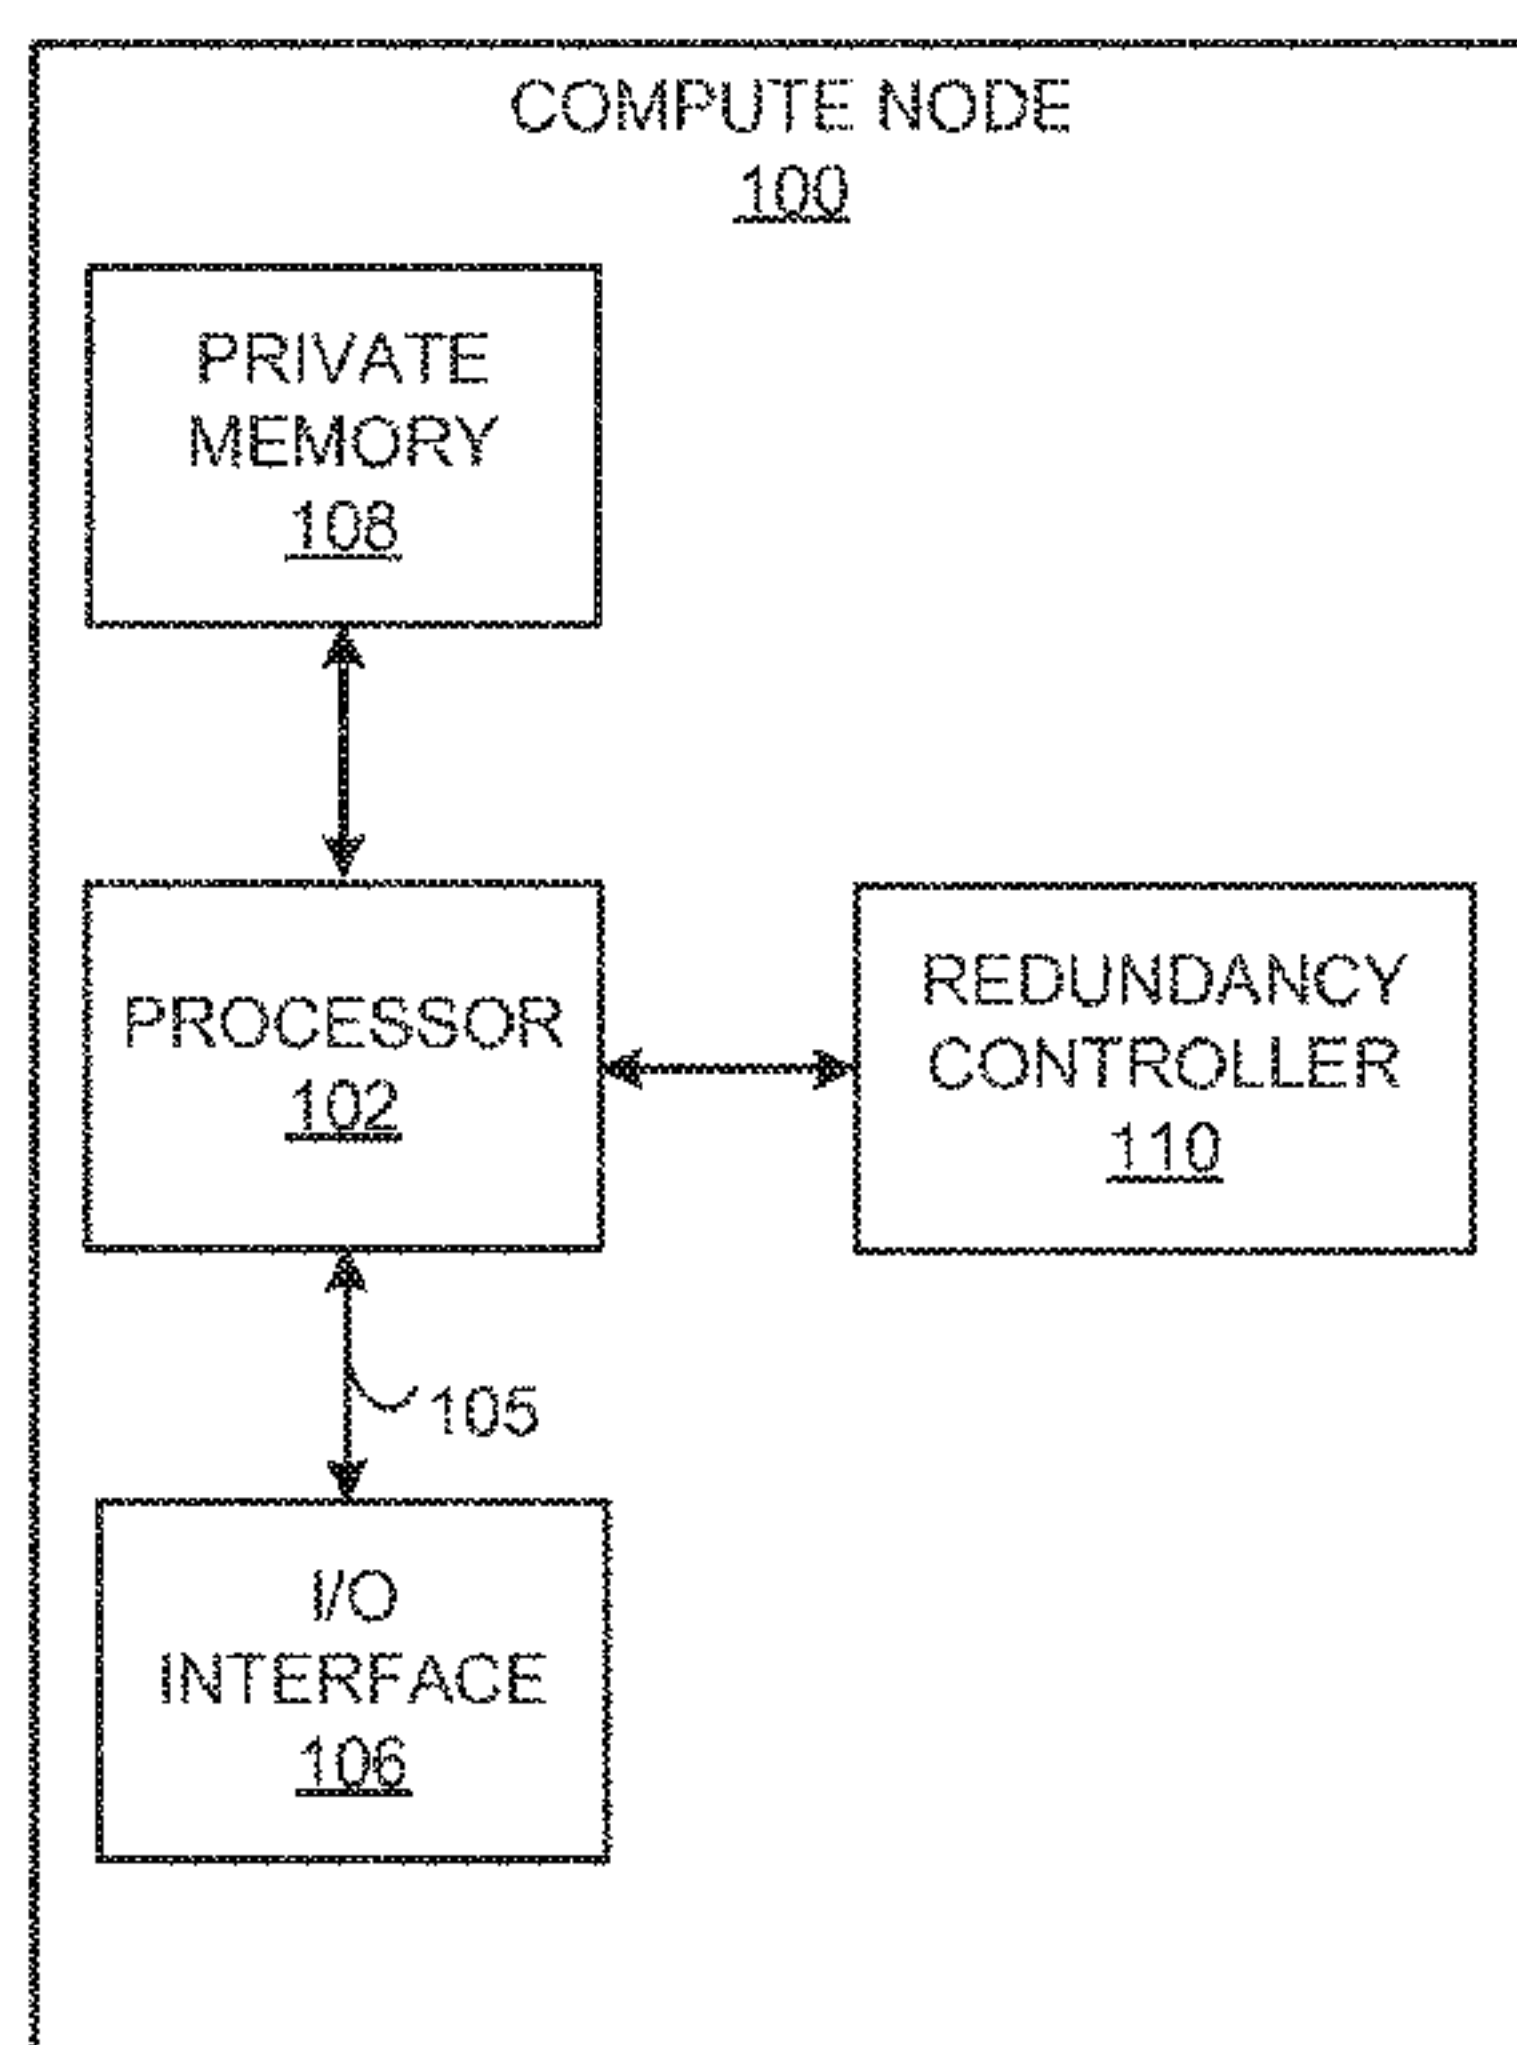 COMPUTE NODE
100
PRIVATE
MEMORY
108
PROCESSOR
102
REDUNDANCY
CONTROLLER
110
105
I/O
INTERFACE
106